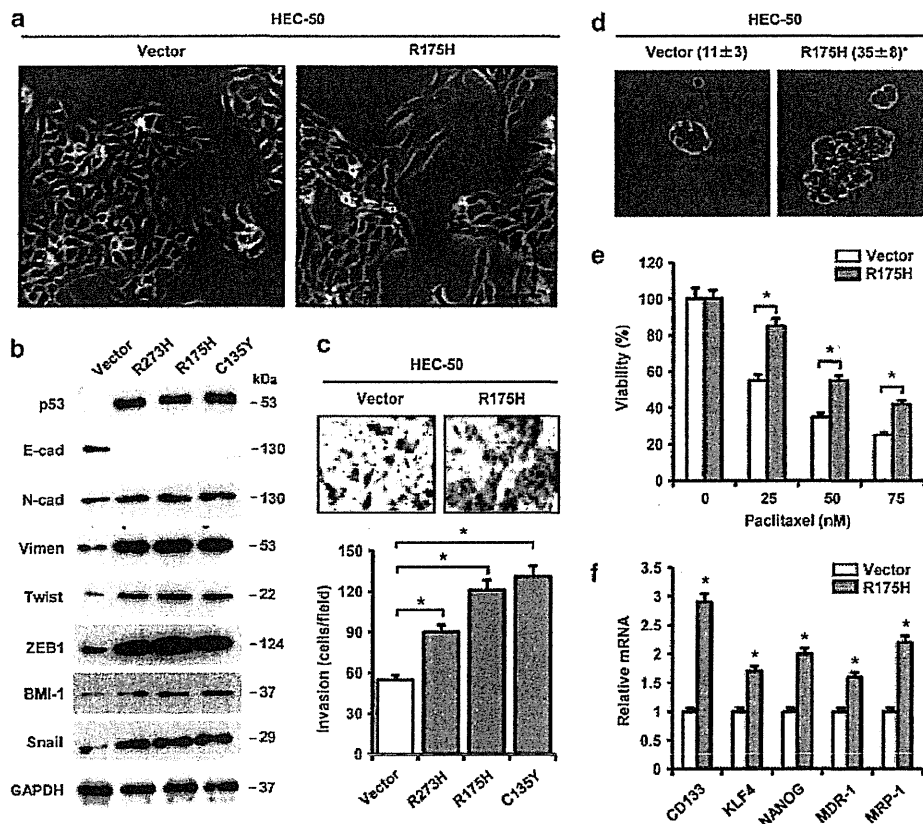 a
HEC-50
Vector
R175H
b
Vector
R273H
R175H
C135Y
kDa
p53
-53
E-cad
-130
N-cad
-130
Vimen
-53
Twist
-22
ZEB1
-124
BMI-1
-37
Snail
-29
GAPDH
-37
c
HEC-50
Vector
R175H
Invasion (cells/field)
150
120
90
60
30
0
*
*
*
Vector
R273H
R175H
C135Y
d
HEC-50
Vector (11±3)
R175H (35±8)*
e
Vector
R175H
Viability (%)
120
100
80
60
40
20
0
*
*
*
0
25
50
75
Paclitaxel (nM)
f
Vector
R175H
Relative mRNA
3.5
3
2.5
2
1.5
1
0.5
0
*
*
*
*
*
CD133
KLF4
NANOG
MDR-1
MRP-1